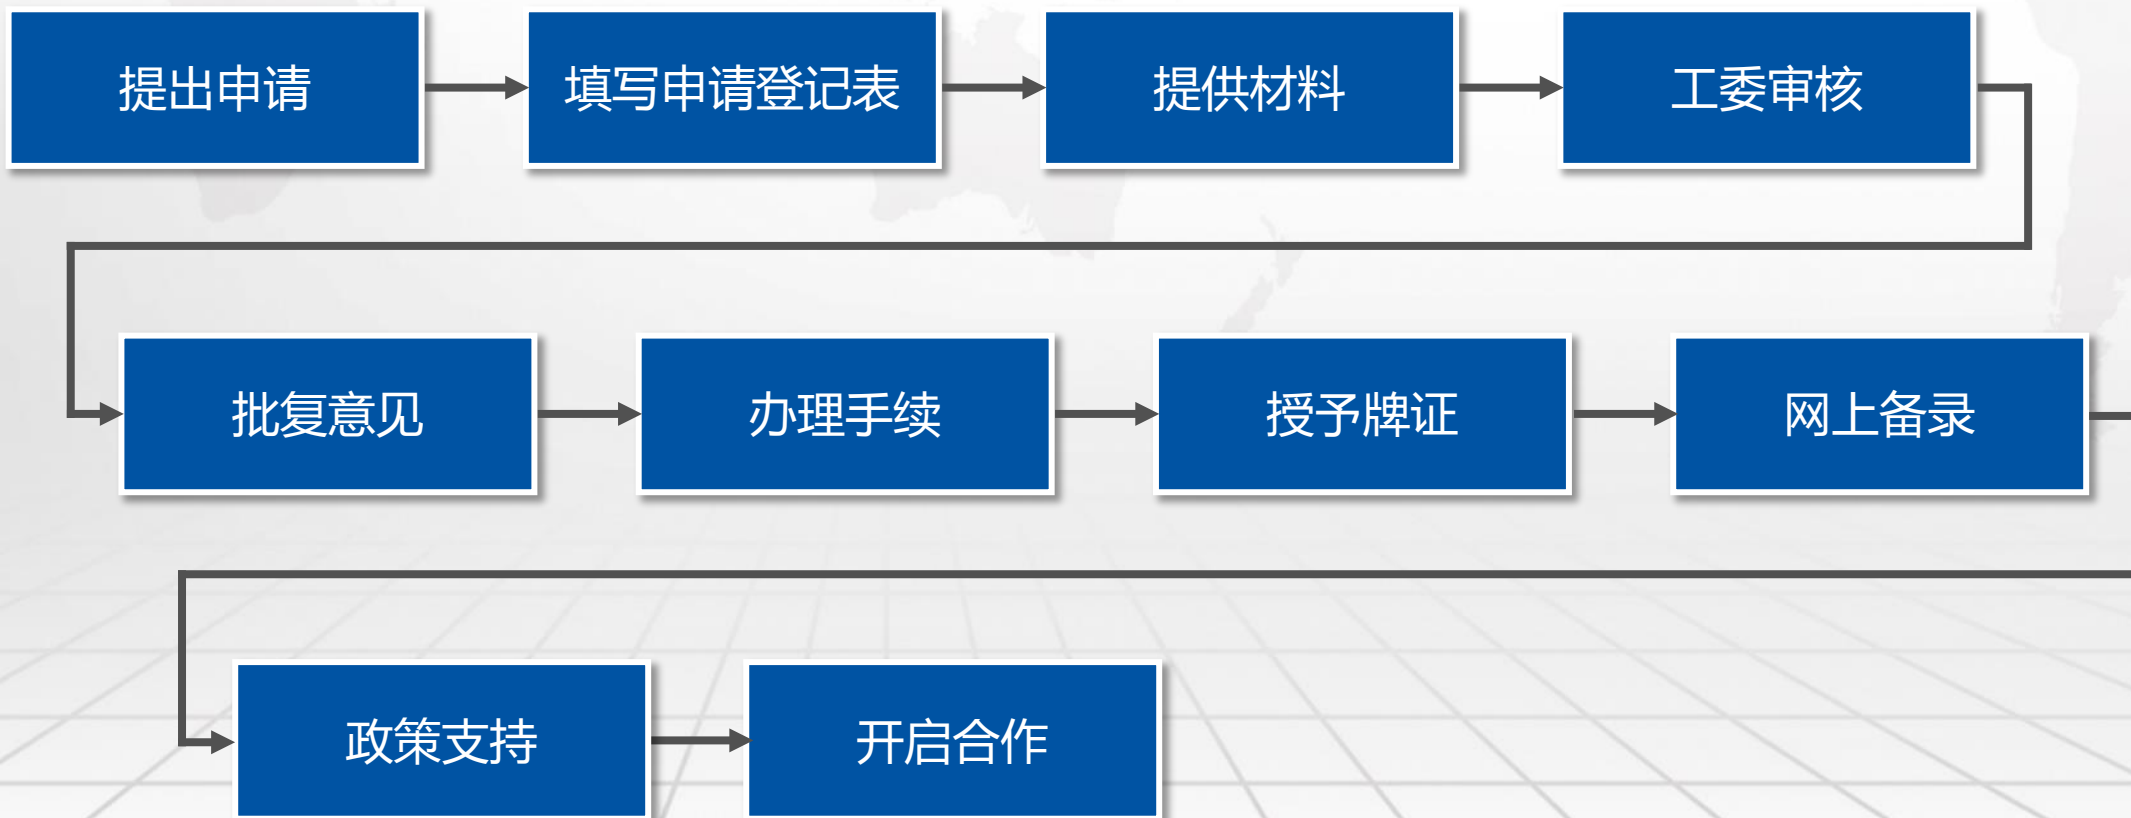 提出申请
填写申请登记表
提供材料
工委审核
批复意见
办理手续
授予牌证
网上备录
政策支持
开启合作